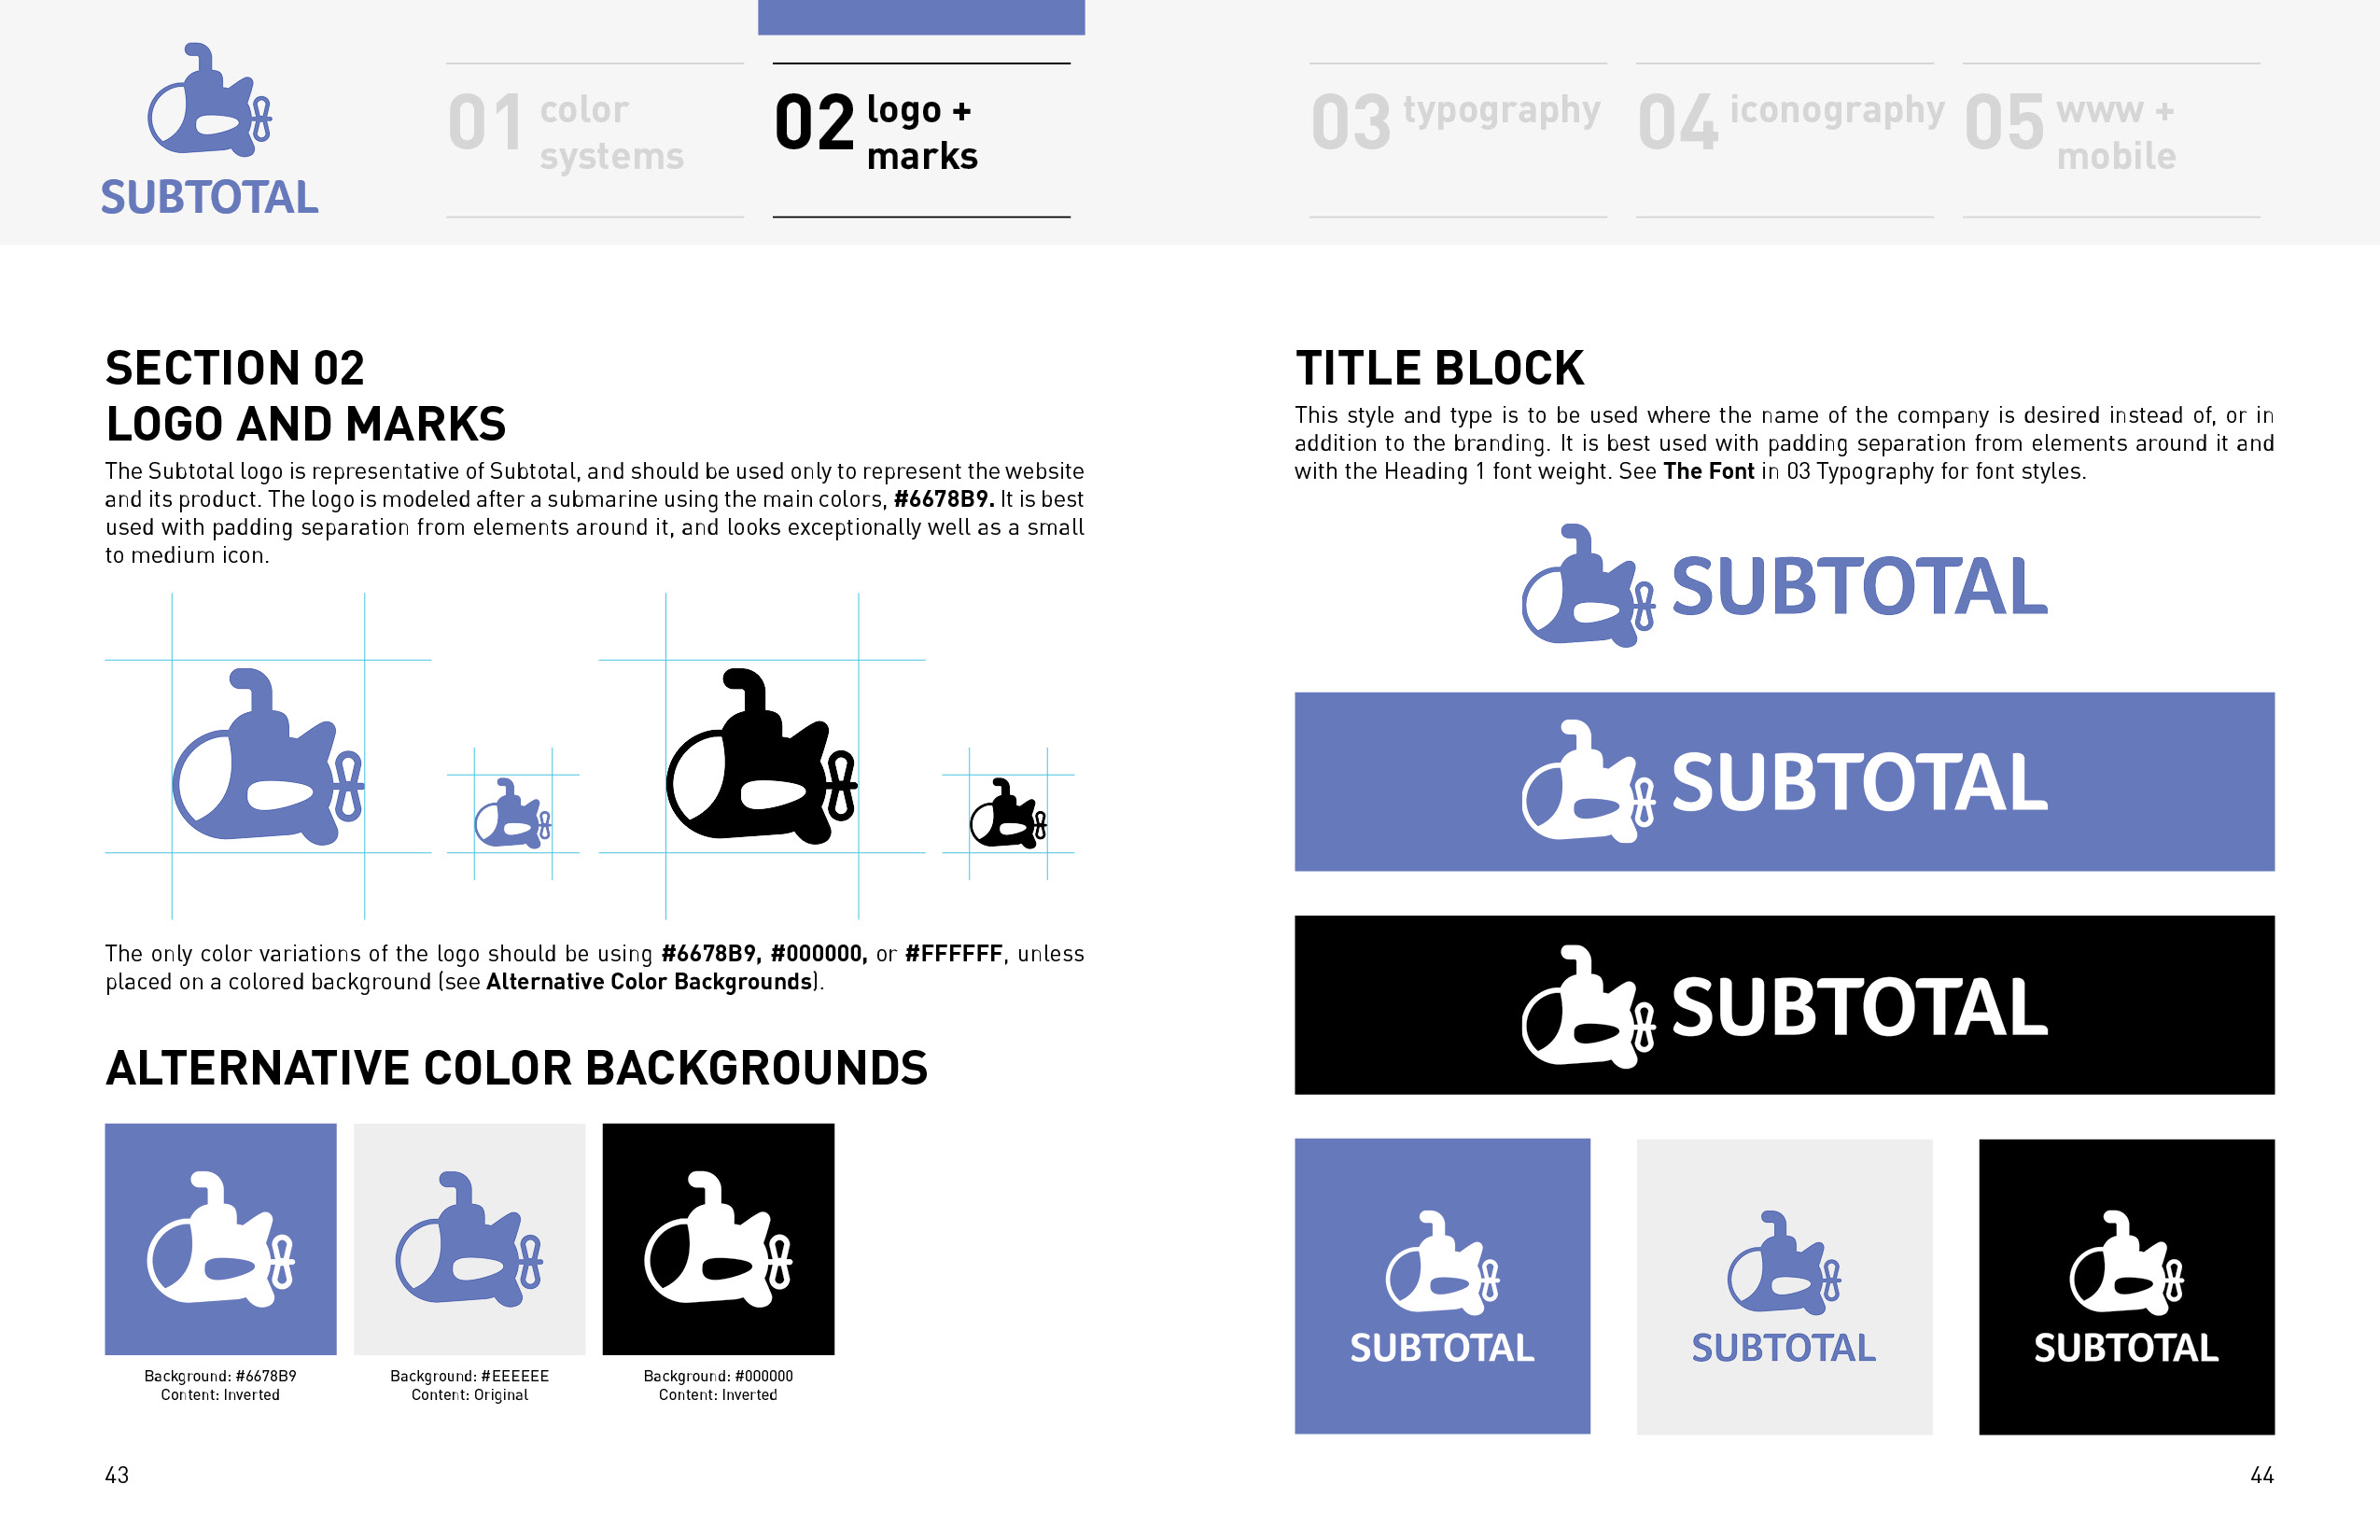 SUBTOTAL
01 color
systems
02 logo +
marks
03 typography
04 iconography
05 www +
mobile
SECTION 02
LOGO AND MARKS
The Subtotal logo is representative of Subtotal, and should be used only to represent the website
and its product. The logo is modeled after a submarine using the main colors, #6678B9. It is best
used with padding separation from elements around it, and looks exceptionally well as a small
to medium icon.
The only color variations of the logo should be using #6678B9, #000000, or #FFFFFF, unless
placed on a colored background (see Alternative Color Backgrounds).
ALTERNATIVE COLOR BACKGROUNDS
Background: #6678B9
Content: Inverted
Background: #EEEEEE
Content: Original
Background: #000000
Content: Inverted
43
TITLE BLOCK
This style and type is to be used where the name of the company is desired instead of, or in
addition to the branding. It is best used with padding separation from elements around it and
with the Heading 1 font weight. See The Font in 03 Typography for font styles.
SUBTOTAL
SUBTOTAL
SUBTOTAL
SUBTOTAL
SUBTOTAL
SUBTOTAL
44